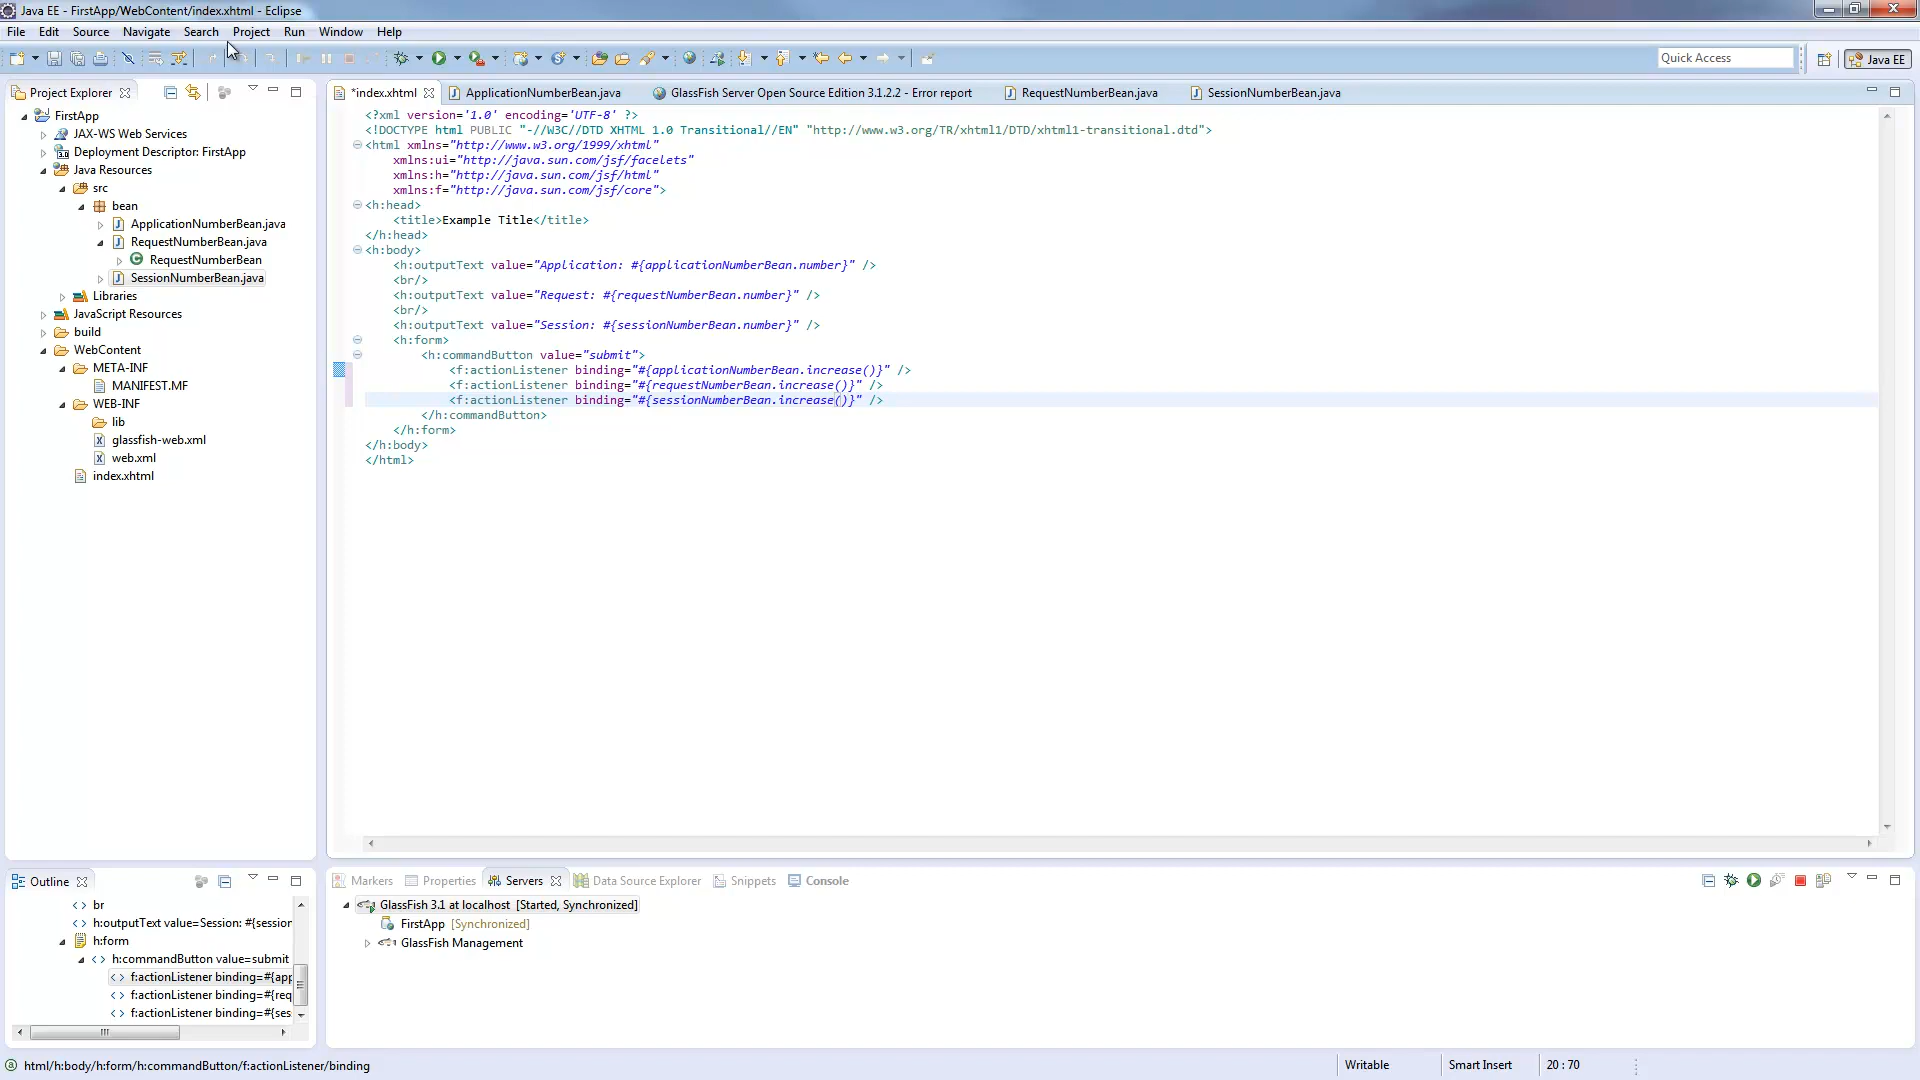 Java EE - FirstApp/WebContent/index.xhtml - Eclipse
File Edit Source Navigate Search Project Run Window Help
Quick Access
Java EE
Project Explorer
FirstApp
JAX-WS Web Services
Deployment Descriptor: FirstApp
Java Resources
src
bean
ApplicationNumberBean.java
RequestNumberBean.java
RequestNumberBean
SessionNumberBean.java
Libraries
JavaScript Resources
build
WebContent
META-INF
MANIFEST.MF
WEB-INF
lib
glassfish-web.xml
web.xml
index.xhtml
*index.xhtml ApplicationNumberBean.java GlassFish Server Open Source Edition 3.1.2.2 - Error report RequestNumberBean.java SessionNumberBean.java
<?xml version='1.0' encoding='UTF-8' ?>
<!DOCTYPE html PUBLIC "-//W3C//DTD XHTML 1.0 Transitional//EN" "http://www.w3.org/TR/xhtml1/DTD/xhtml1-transitional.dtd">
<html xmlns="http://www.w3.org/1999/xhtml"
xmlns:ui="http://java.sun.com/jsf/facelets"
xmlns:h="http://java.sun.com/jsf/html"
xmlns:f="http://java.sun.com/jsf/core">
<h:head>
<title>Example Title</title>
</h:head>
<h:body>
<h:outputText value="Application: #{applicationNumberBean.number}" />
<br/>
<h:outputText value="Request: #{requestNumberBean.number}" />
<br/>
<h:outputText value="Session: #{sessionNumberBean.number}" />
<h:form>
<h:commandButton value="submit">
<f:actionListener binding="#{applicationNumberBean.increase()}" />
<f:actionListener binding="#{requestNumberBean.increase()}" />
<f:actionListener binding="#{sessionNumberBean.increase()}" />
</h:commandButton>
</h:form>
</h:body>
</html>
Outline
br
h:outputText value=Session: #{session
h:form
h:commandButton value=submit
f:actionListener binding=#{app
f:actionListener binding=#{req
f:actionListener binding=#{ses
Markers Properties Servers Data Source Explorer Snippets Console
GlassFish 3.1 at localhost [Started, Synchronized]
FirstApp [Synchronized]
GlassFish Management
html/h:body/h:form/h:commandButton/f:actionListener/binding
Writable
Smart Insert
20 : 70